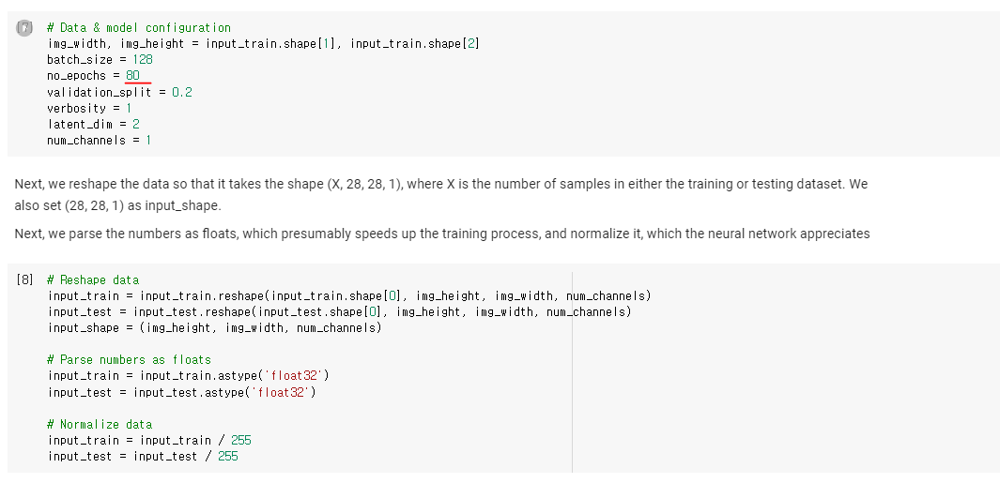 [7] # Data & model configuration
img_width, img_height = input_train.shape[1], input_train.shape[2]
batch_size = 128
no_epochs = 80
validation_split = 0.2
verbosity = 1
latent_dim = 2
num_channels = 1
Next, we reshape the data so that it takes the shape (X, 28, 28, 1), where X is the number of samples in either the training or testing dataset. We
also set (28, 28, 1) as input_shape.
Next, we parse the numbers as floats, which presumably speeds up the training process, and normalize it, which the neural network appreciates
[8] # Reshape data
input_train = input_train.reshape(input_train.shape[0], img_height, img_width, num_channels)
input_test = input_test.reshape(input_test.shape[0], img_height, img_width, num_channels)
input_shape = (img_height, img_width, num_channels)
# Parse numbers as floats
input_train = input_train.astype('float32')
input_test = input_test.astype('float32')
# Normalize data
input_train = input_train / 255
input_test = input_test / 255